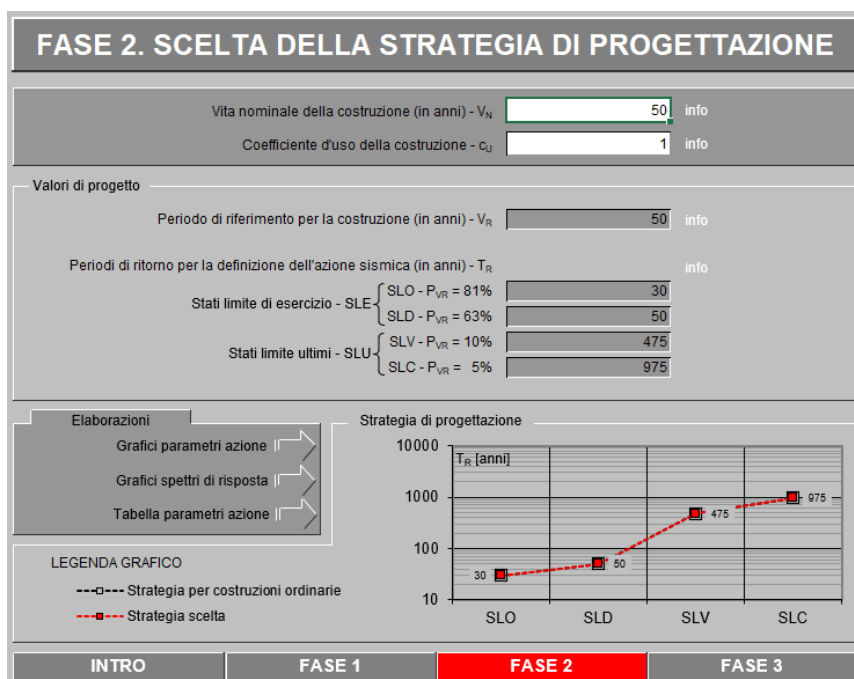 FASE 2. SCELTA DELLA STRATEGIA DI PROGETTAZIONE
Vita nominale della costruzione (in anni) - VN 50 info
Coefficiente d'uso della costruzione - cU 1 info
Valori di progetto
Periodo di riferimento per la costruzione (in anni) - VR 50 info
Periodi di ritorno per la definizione dell'azione sismica (in anni) - TR info
Stati limite di esercizio - SLE
SLO - PVR = 81% 30
SLD - PVR = 63% 50
Stati limite ultimi - SLU
SLV - PVR = 10% 475
SLC - PVR = 5% 975
Elaborazioni
Grafici parametri azione
Grafici spettri di risposta
Tabella parametri azione
LEGENDA GRAFICO
Strategia per costruzioni ordinarie
Strategia scelta
Strategia di progettazione
TR [anni]
10000
1000
100
10
30
50
475
975
SLO SLD SLV SLC
INTRO FASE 1 FASE 2 FASE 3